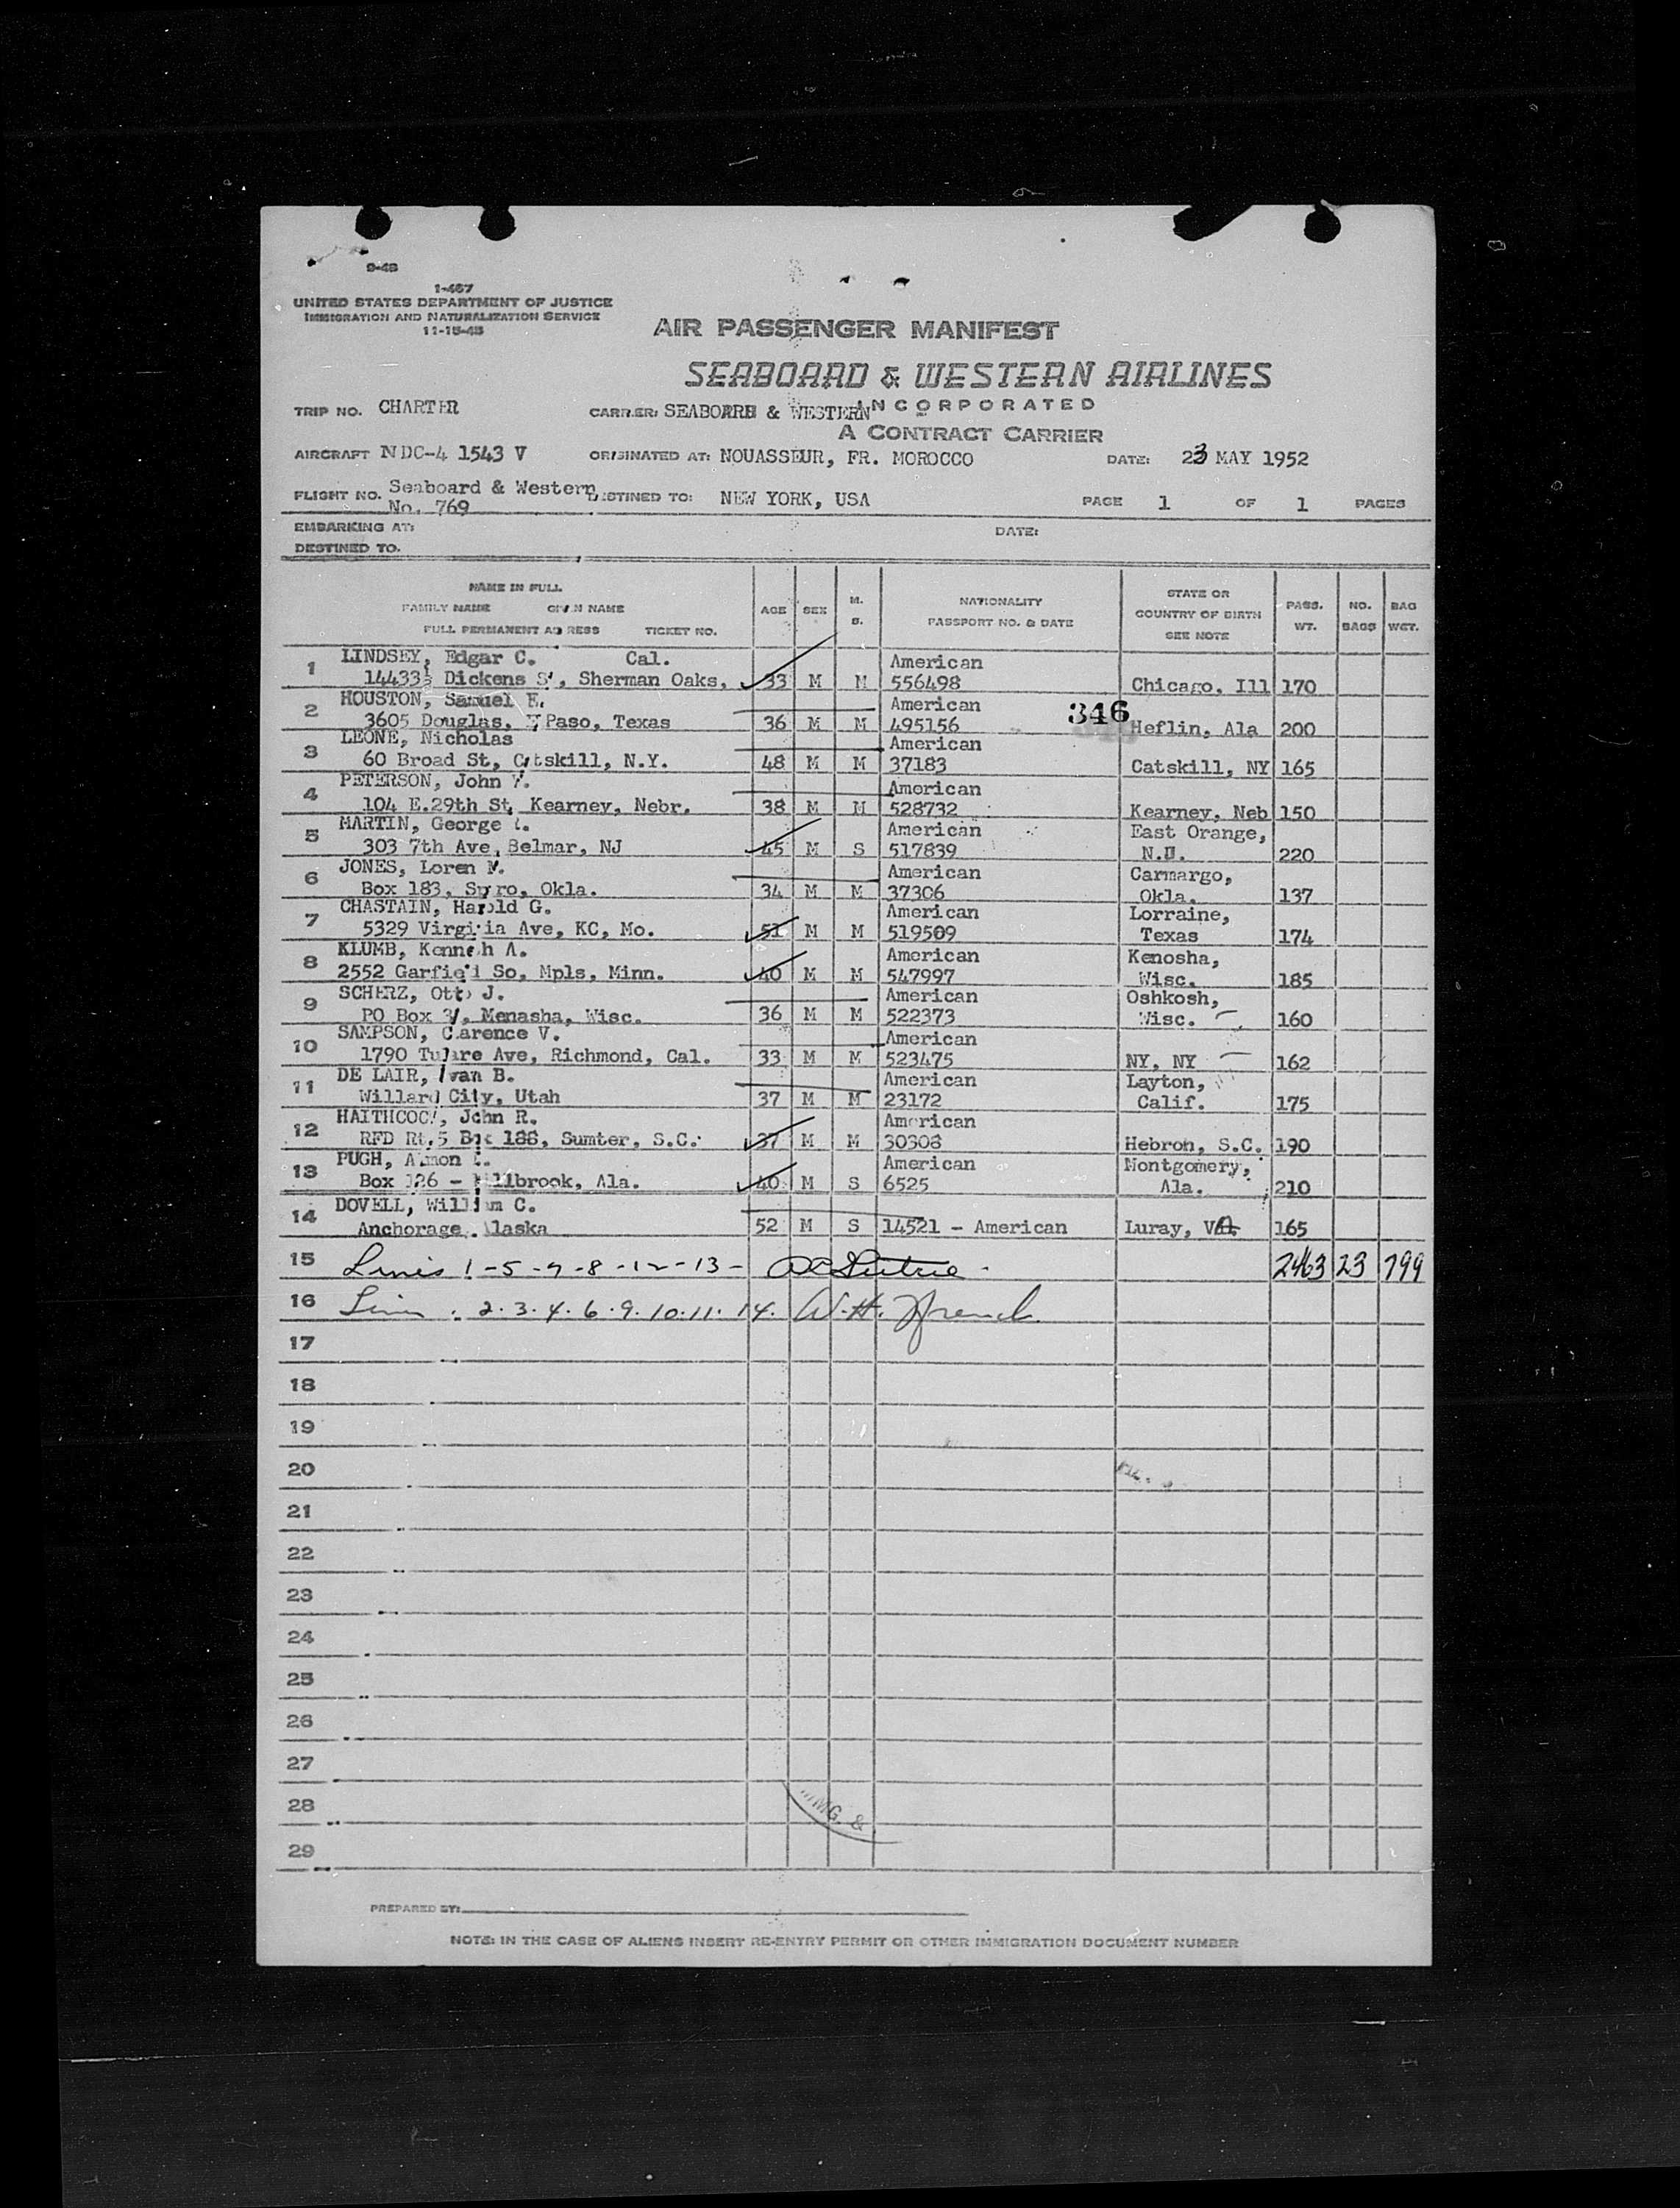 9-48
1-467
UNITED STATES DEPARTMENT OF JUSTICE
IMMIGRATION AND NATURALIZATION SERVICE
11-15-45
AIR PASSENGER MANIFEST
SEABOARD & WESTERN AIRLINES
INCORPORATED
A CONTRACT CARRIER
TRIP NO. CHARTER CARRIER: SEABOARD & WESTERN
AIRCRAFT NDC-4 1543 V ORIGINATED AT: NOUASSEUR, FR. MOROCCO DATE: 23 MAY 1952
FLIGHT NO. Seaboard & Western No. 769 DESTINED TO: NEW YORK, USA PAGE 1 OF 1 PAGES
EMBARKING AT: DATE:
DESTINED TO.
NAME IN FULL
FAMILY NAME GIVEN NAME
FULL PERMANENT ADDRESS TICKET NO.
AGE SEX M. S. NATIONALITY PASSPORT NO. & DATE STATE OR COUNTRY OF BIRTH SEE NOTE PASS. WT. NO. BAGS BAG WGT.
1 LINDSEY, Edgar C. Cal. American
14433½ Dickens St, Sherman Oaks, 33 M M 556498 Chicago, Ill 170
2 HOUSTON, Samuel E. American 346
3605 Douglas, Paso, Texas 36 M M 495156 Heflin, Ala 200
3 LEONE, Nicholas American
60 Broad St, Catskill, N.Y. 48 M M 37183 Catskill, NY 165
4 PETERSON, John American
104 E.29th St, Kearney, Nebr. 38 M M 528732 Kearney, Neb 150
5 MARTIN, George American East Orange,
303 7th Ave, Belmar, NJ 45 M S 517839 N.J. 220
6 JONES, Loren M. American Carmargo,
Box 183, Spiro, Okla. 34 M M 37306 Okla. 137
7 CHASTAIN, Harold G. American Lorraine,
5329 Virginia Ave, KC, Mo. 51 M M 519509 Texas 174
8 KLUMB, Kenneth A. American Kenosha,
2552 Garfield So, Mpls, Minn. 40 M M 547997 Wisc. 185
9 SCHERZ, Otto J. American Oshkosh,
PO Box , Menasha, Wisc. 36 M M 522373 Wisc. 160
10 SAMPSON, Clarence V. American
1790 Tulare Ave, Richmond, Cal. 33 M M 523475 NY, NY 162
11 DE LAIR, Ivan B. American Layton,
Willard City, Utah 37 M M 23172 Calif. 175
12 HAITHCOCK, John R. American
RFD Rt.5 Box 188, Sumter, S.C. 37 M M 30308 Hebron, S.C. 190
13 PUGH, Almon American Montgomery,
Box 126 - Millbrook, Ala. 40 M S 6525 Ala. 210
14 DOVELL, William C.
Anchorage, Alaska 52 M S 14521 - American Luray, VA. 165
15 Lines 1-5-7-8-12-13- 2463 23 799
16 2.3.4.6.9.10.11.14. W.H. French
17
18
19
20
21
22
23
24
25
26
27
28
IMMG. &
29
PREPARED BY:
NOTE: IN THE CASE OF ALIENS INSERT RE-ENTRY PERMIT OR OTHER IMMIGRATION DOCUMENT NUMBER